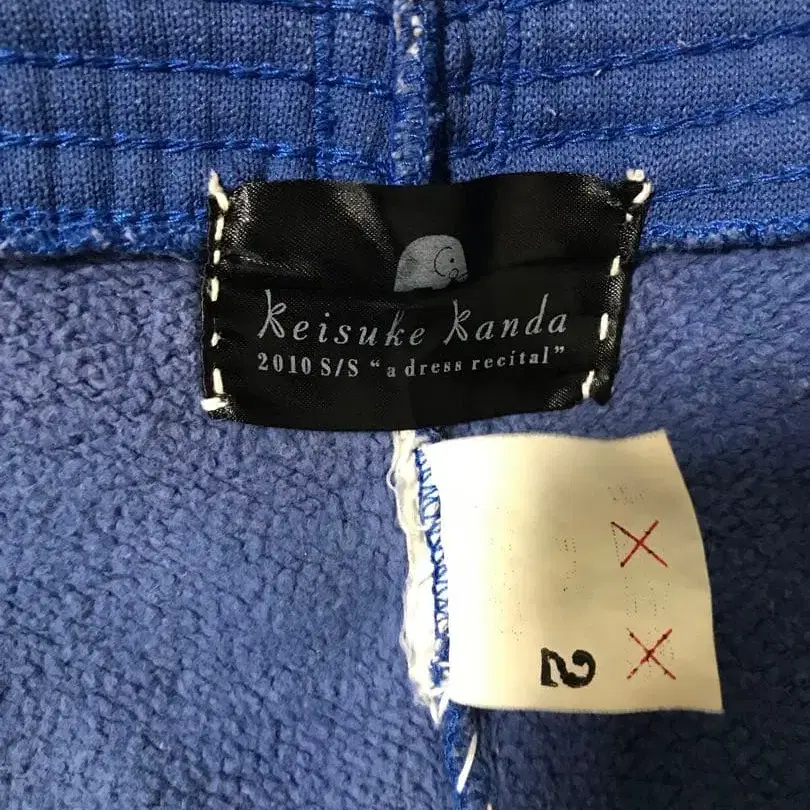 Keisuke Kanda
2010 S/S “a dress recital”
2